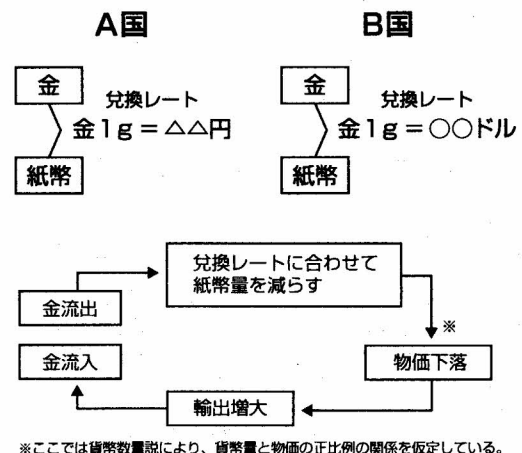 A国
B国
金
兌換レート
金1g=△△円
紙幣
金
兌換レート
金1g=○○ドル
紙幣
兌換レートに合わせて
紙幣量を減らす
金流出
※
金流入
物価下落
輸出増大
※ここでは貨幣数量説により、貨幣量と物価の正比例の関係を仮定している。